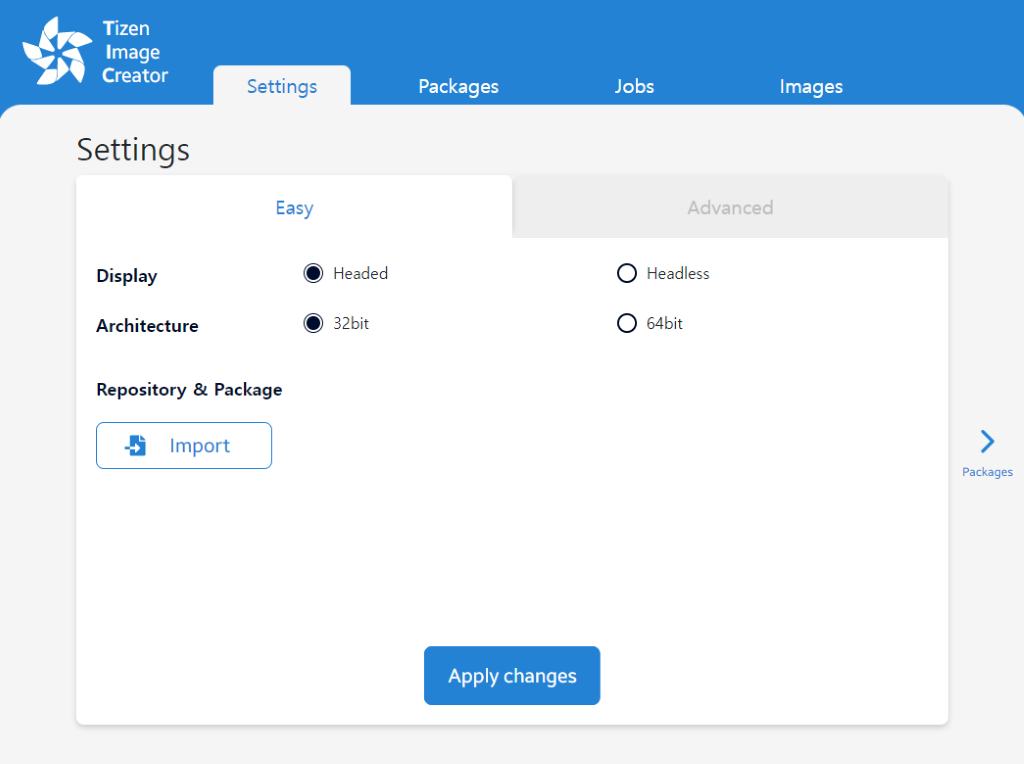 Tizen
Image
Creator
Settings Packages Jobs Images
Settings
Easy Advanced
Display Headed Headless
Architecture 32bit 64bit
Repository & Package
Import
Packages
Apply changes